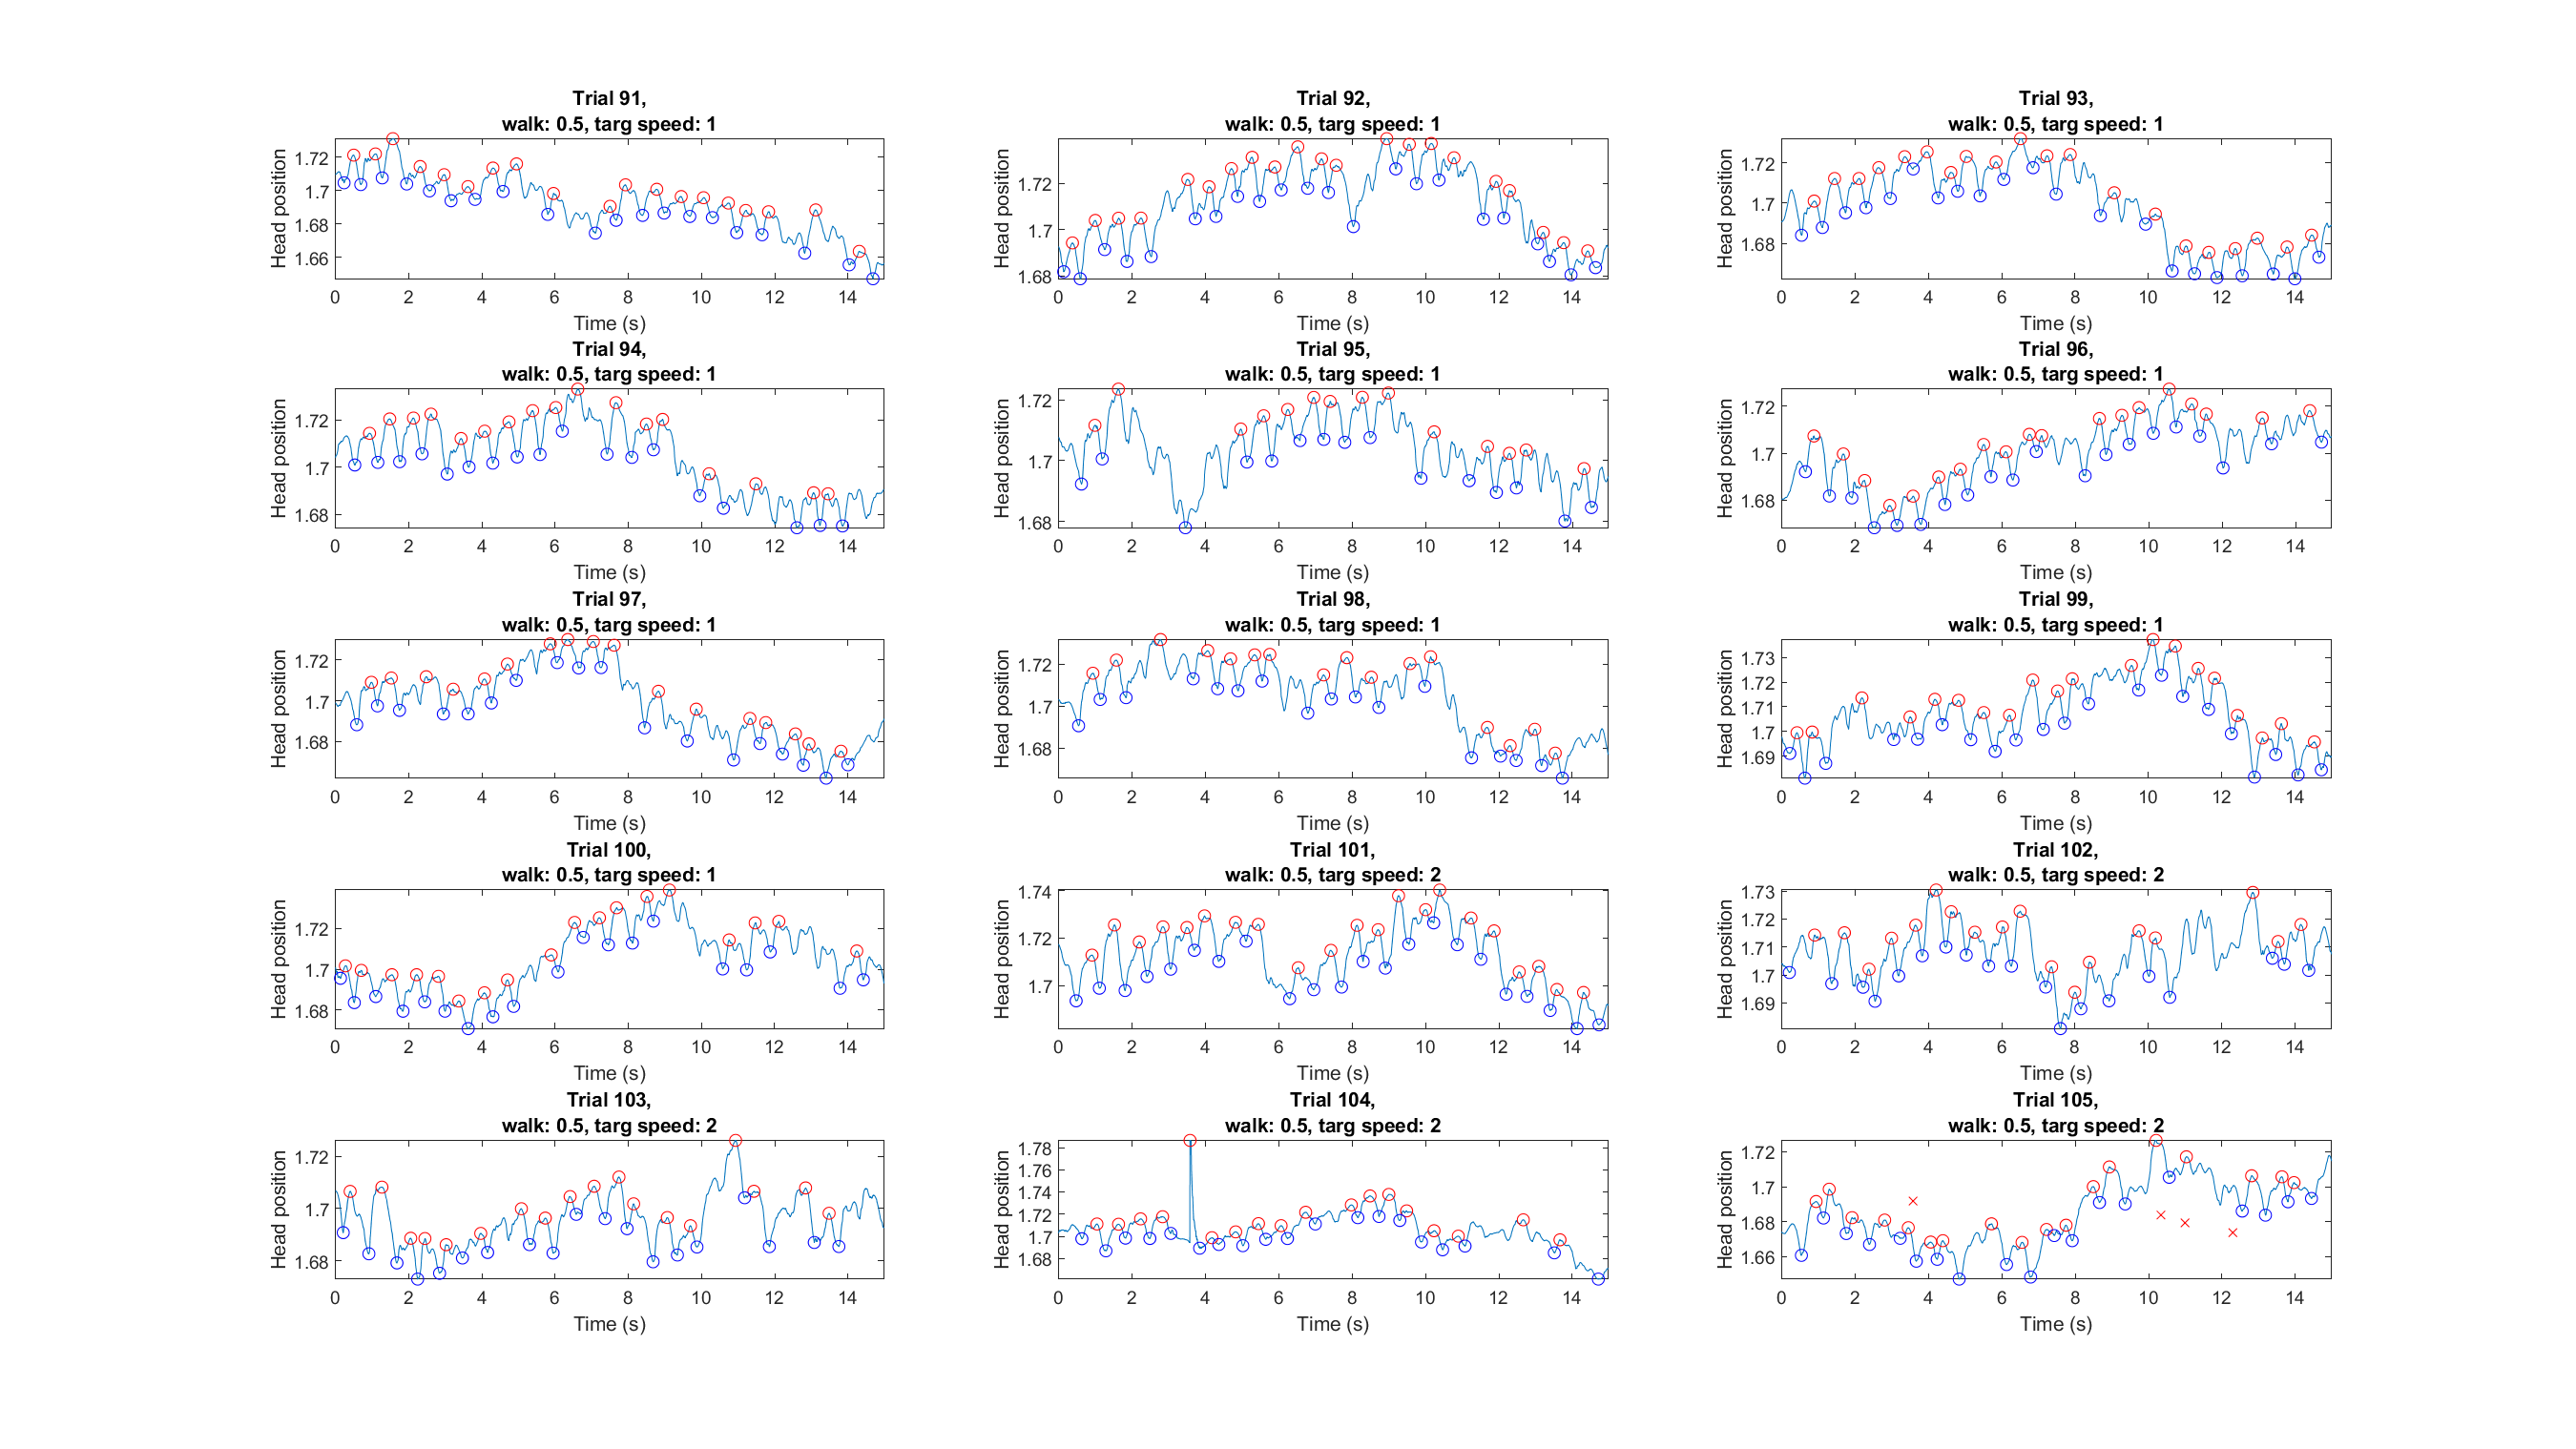 Trial 91,
walk: 0.5, targ speed: 1
Head position
1.72
1.7
1.68
1.66
0 2 4 6 8 10 12 14
Time (s)
Trial 92,
walk: 0.5, targ speed: 1
Head position
1.72
1.7
1.68
0 2 4 6 8 10 12 14
Time (s)
Trial 93,
walk: 0.5, targ speed: 1
Head position
1.72
1.7
1.68
0 2 4 6 8 10 12 14
Time (s)
Trial 94,
walk: 0.5, targ speed: 1
Head position
1.72
1.7
1.68
0 2 4 6 8 10 12 14
Time (s)
Trial 95,
walk: 0.5, targ speed: 1
Head position
1.72
1.7
1.68
0 2 4 6 8 10 12 14
Time (s)
Trial 96,
walk: 0.5, targ speed: 1
Head position
1.72
1.7
1.68
0 2 4 6 8 10 12 14
Time (s)
Trial 97,
walk: 0.5, targ speed: 1
Head position
1.72
1.7
1.68
0 2 4 6 8 10 12 14
Time (s)
Trial 98,
walk: 0.5, targ speed: 1
Head position
1.72
1.7
1.68
0 2 4 6 8 10 12 14
Time (s)
Trial 99,
walk: 0.5, targ speed: 1
Head position
1.73
1.72
1.71
1.7
1.69
0 2 4 6 8 10 12 14
Time (s)
Trial 100,
walk: 0.5, targ speed: 1
Head position
1.72
1.7
1.68
0 2 4 6 8 10 12 14
Time (s)
Trial 101,
walk: 0.5, targ speed: 2
Head position
1.74
1.72
1.7
0 2 4 6 8 10 12 14
Time (s)
Trial 102,
walk: 0.5, targ speed: 2
Head position
1.73
1.72
1.71
1.7
1.69
0 2 4 6 8 10 12 14
Time (s)
Trial 103,
walk: 0.5, targ speed: 2
Head position
1.72
1.7
1.68
0 2 4 6 8 10 12 14
Time (s)
Trial 104,
walk: 0.5, targ speed: 2
Head position
1.78
1.76
1.74
1.72
1.7
1.68
0 2 4 6 8 10 12 14
Time (s)
Trial 105,
walk: 0.5, targ speed: 2
Head position
1.72
1.7
1.68
1.66
0 2 4 6 8 10 12 14
Time (s)